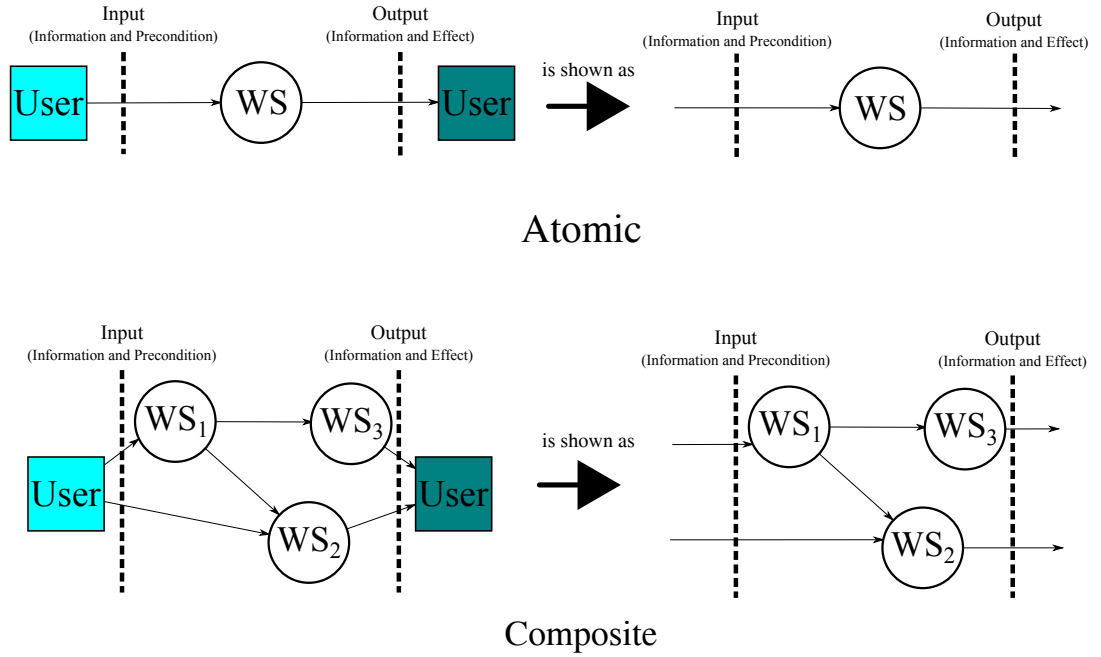 Input
(Information and Precondition)
Output
(Information and Effect)
User
WS
User
is shown as
Input
(Information and Precondition)
Output
(Information and Effect)
WS
Atomic
Input
(Information and Precondition)
Output
(Information and Effect)
WS1
WS3
User
User
WS2
is shown as
Input
(Information and Precondition)
Output
(Information and Effect)
WS1
WS3
WS2
Composite